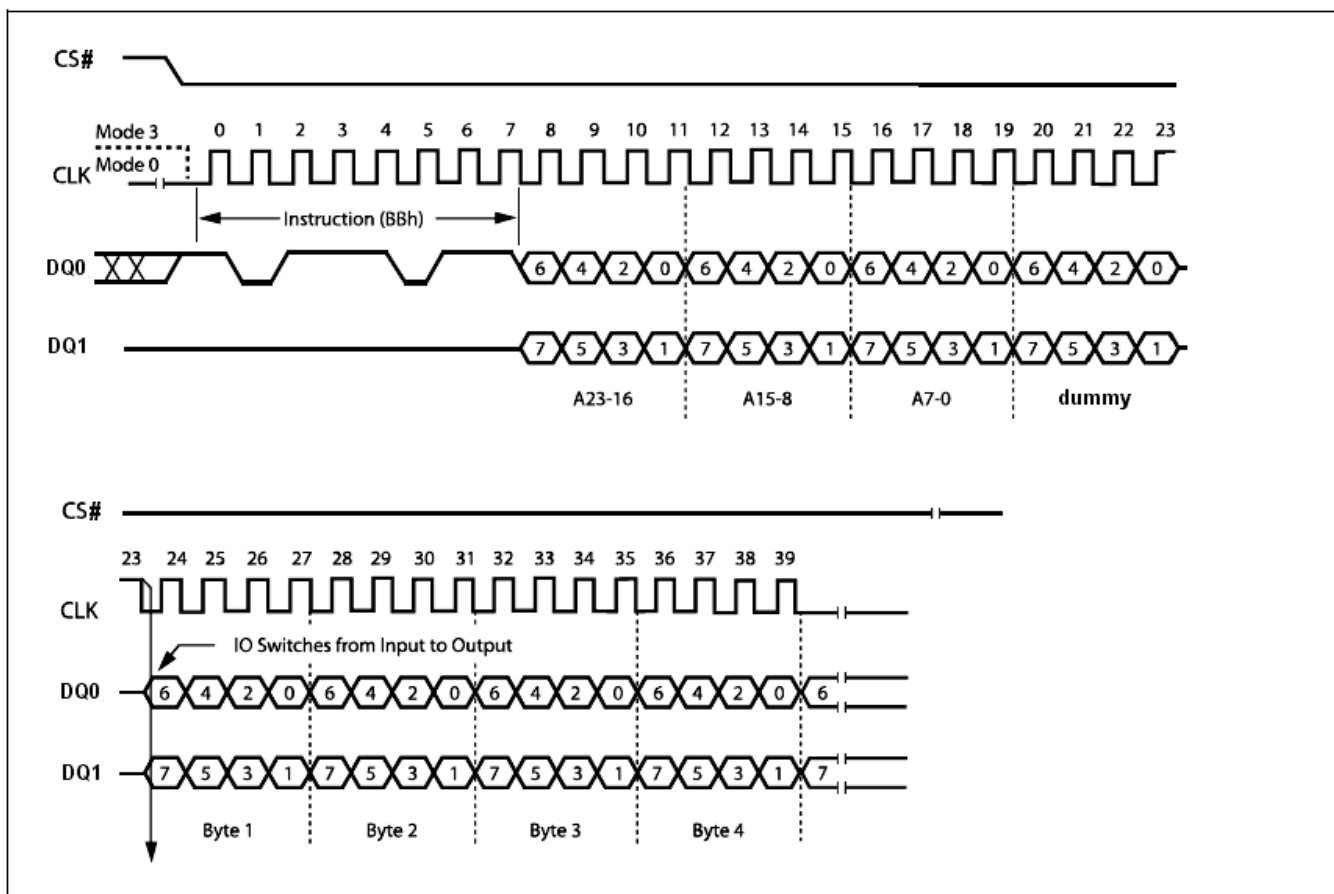 CS#
Mode 3
0 1 2 3 4 5 6 7 8 9 10 11 12 13 14 15 16 17 18 19 20 21 22 23
Mode 0
CLK
Instruction (BBh)
DQ0 6 4 2 0 6 4 2 0 6 4 2 0 6 4 2 0
DQ1 7 5 3 1 7 5 3 1 7 5 3 1 7 5 3 1
A23-16 A15-8 A7-0 dummy
CS#
23 24 25 26 27 28 29 30 31 32 33 34 35 36 37 38 39
CLK
IO Switches from Input to Output
DQ0 6 4 2 0 6 4 2 0 6 4 2 0 6 4 2 0 6
DQ1 7 5 3 1 7 5 3 1 7 5 3 1 7 5 3 1 7
Byte 1 Byte 2 Byte 3 Byte 4